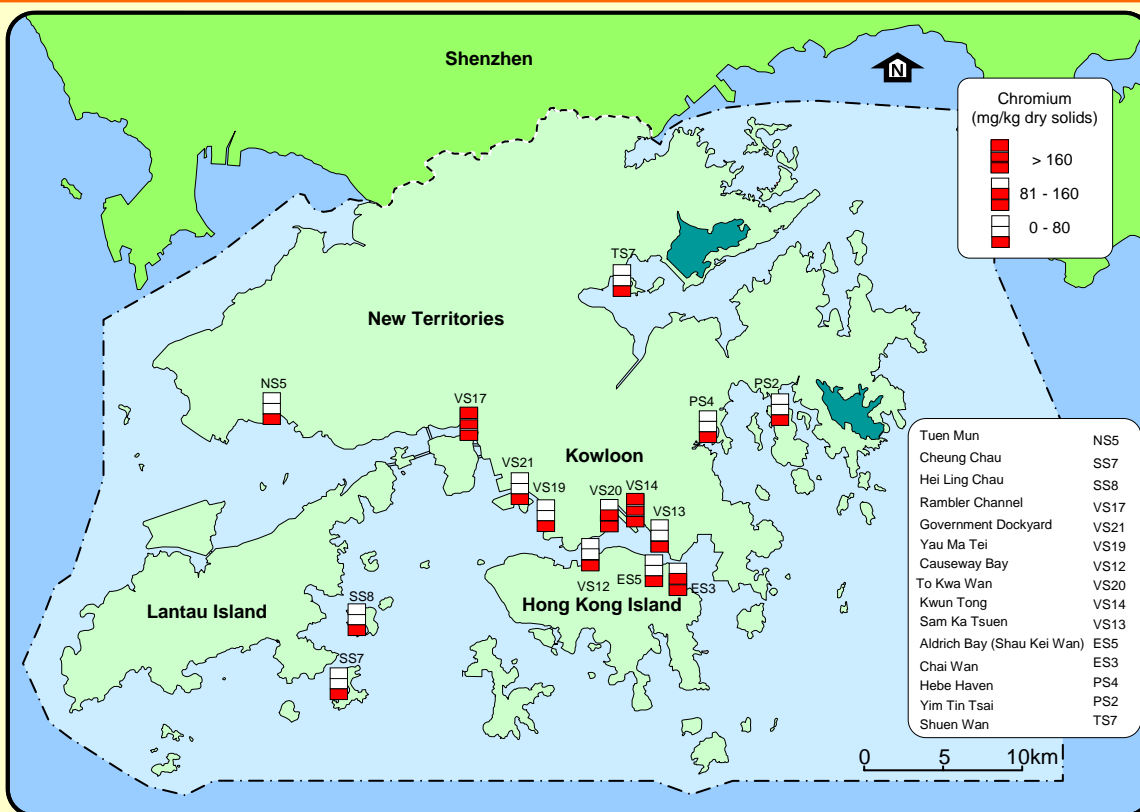 Shenzhen
N
Chromium
(mg/kg dry solids)
> 160
81 - 160
0 - 80
TS7
New Territories
NS5
VS17
PS4
PS2
Kowloon
VS21
VS19
VS20
VS14
VS13
VS12
ES5
ES3
Hong Kong Island
Lantau Island
SS8
SS7
Tuen Mun NS5
Cheung Chau SS7
Hei Ling Chau SS8
Rambler Channel VS17
Government Dockyard VS21
Yau Ma Tei VS19
Causeway Bay VS12
To Kwa Wan VS20
Kwun Tong VS14
Sam Ka Tsuen VS13
Aldrich Bay (Shau Kei Wan) ES5
Chai Wan ES3
Hebe Haven PS4
Yim Tin Tsai PS2
Shuen Wan TS7
0 10km